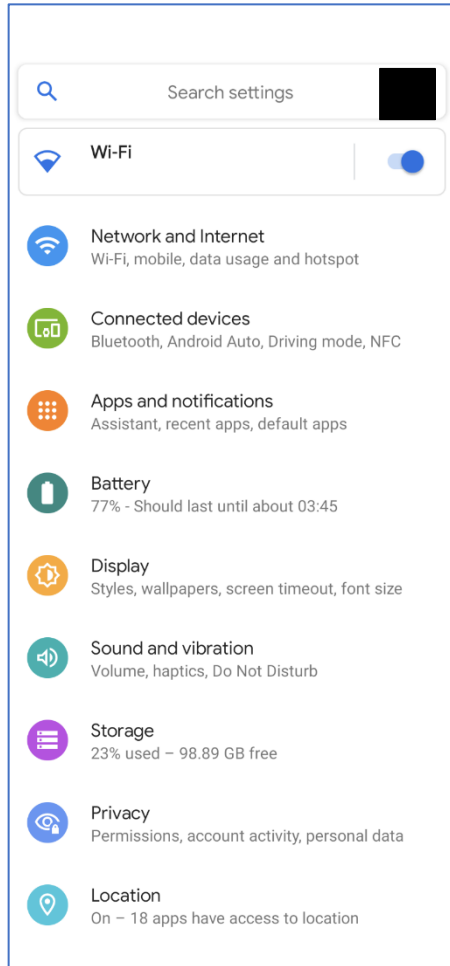 Search settings
Wi-Fi
Network and Internet
Wi-Fi, mobile, data usage and hotspot
Connected devices
Bluetooth, Android Auto, Driving mode, NFC
Apps and notifications
Assistant, recent apps, default apps
Battery
77% - Should last until about 03:45
Display
Styles, wallpapers, screen timeout, font size
Sound and vibration
Volume, haptics, Do Not Disturb
Storage
23% used – 98.89 GB free
Privacy
Permissions, account activity, personal data
Location
On – 18 apps have access to location